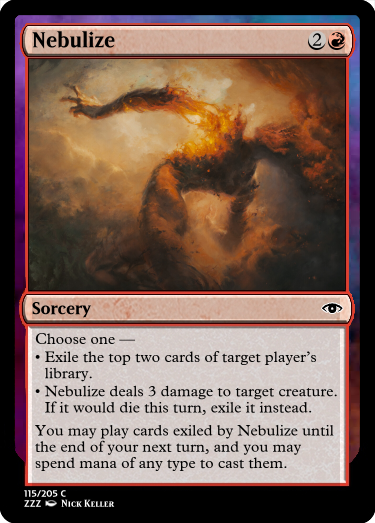 Nebulize 2
Sorcery
Choose one —
• Exile the top two cards of target player's
library.
• Nebulize deals 3 damage to target creature.
If it would die this turn, exile it instead.
You may play cards exiled by Nebulize until
the end of your next turn, and you may
spend mana of any type to cast them.
115/205 C
ZZZ Nick Keller